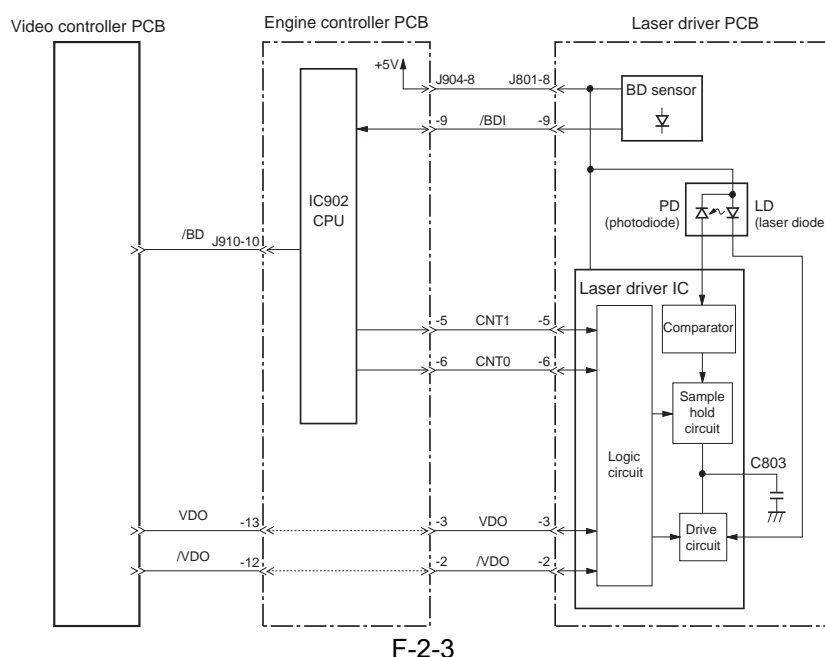 Video controller PCB
Engine controller PCB
Laser driver PCB
+5V
J904-8
J801-8
BD sensor
-9
/BDI
-9
IC902
CPU
PD
(photodiode)
LD
(laser diode
/BD
J910-10
Laser driver IC
-5
CNT1
-5
Comparator
-6
CNT0
-6
Sample
hold
circuit
Logic
circuit
C803
VDO
-13
-3
VDO
-3
Drive
circuit
/VDO
-12
-2
/VDO
-2
F-2-3